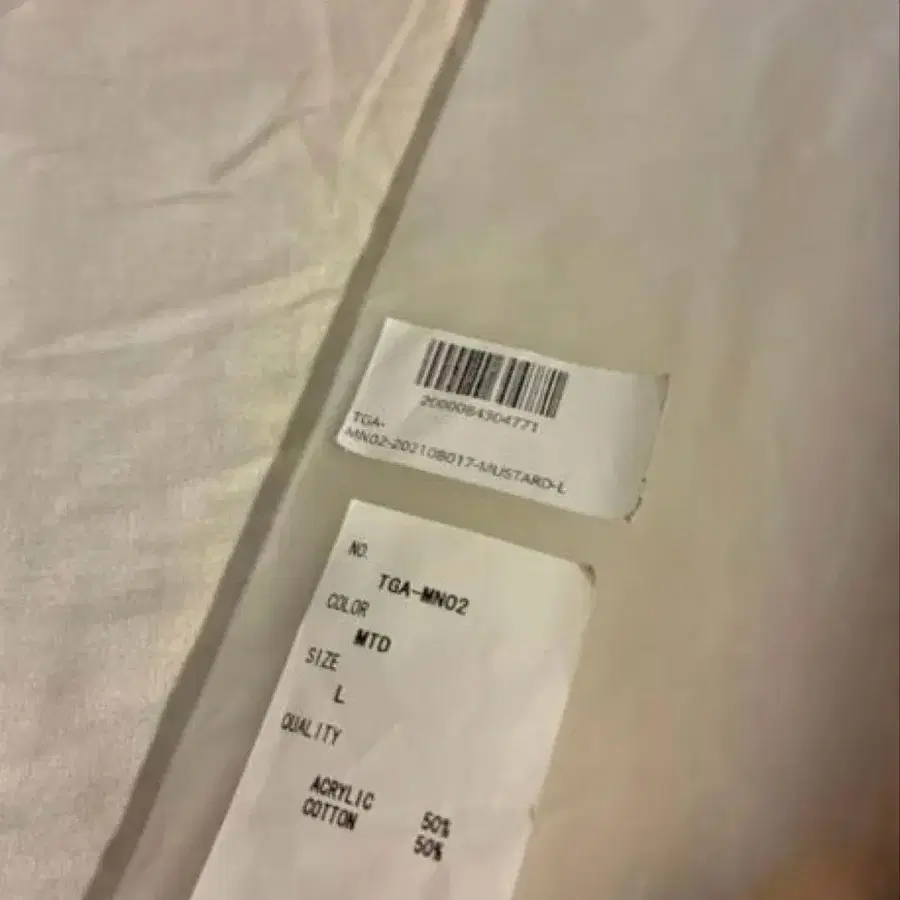 2000084304771
TGA-
MN02-20210B017-MUSTARD-L
NO.
TGA-MN02
COLOR
MTD
SIZE
L
QUALITY
ACRYLIC 50%
COTTON 50%